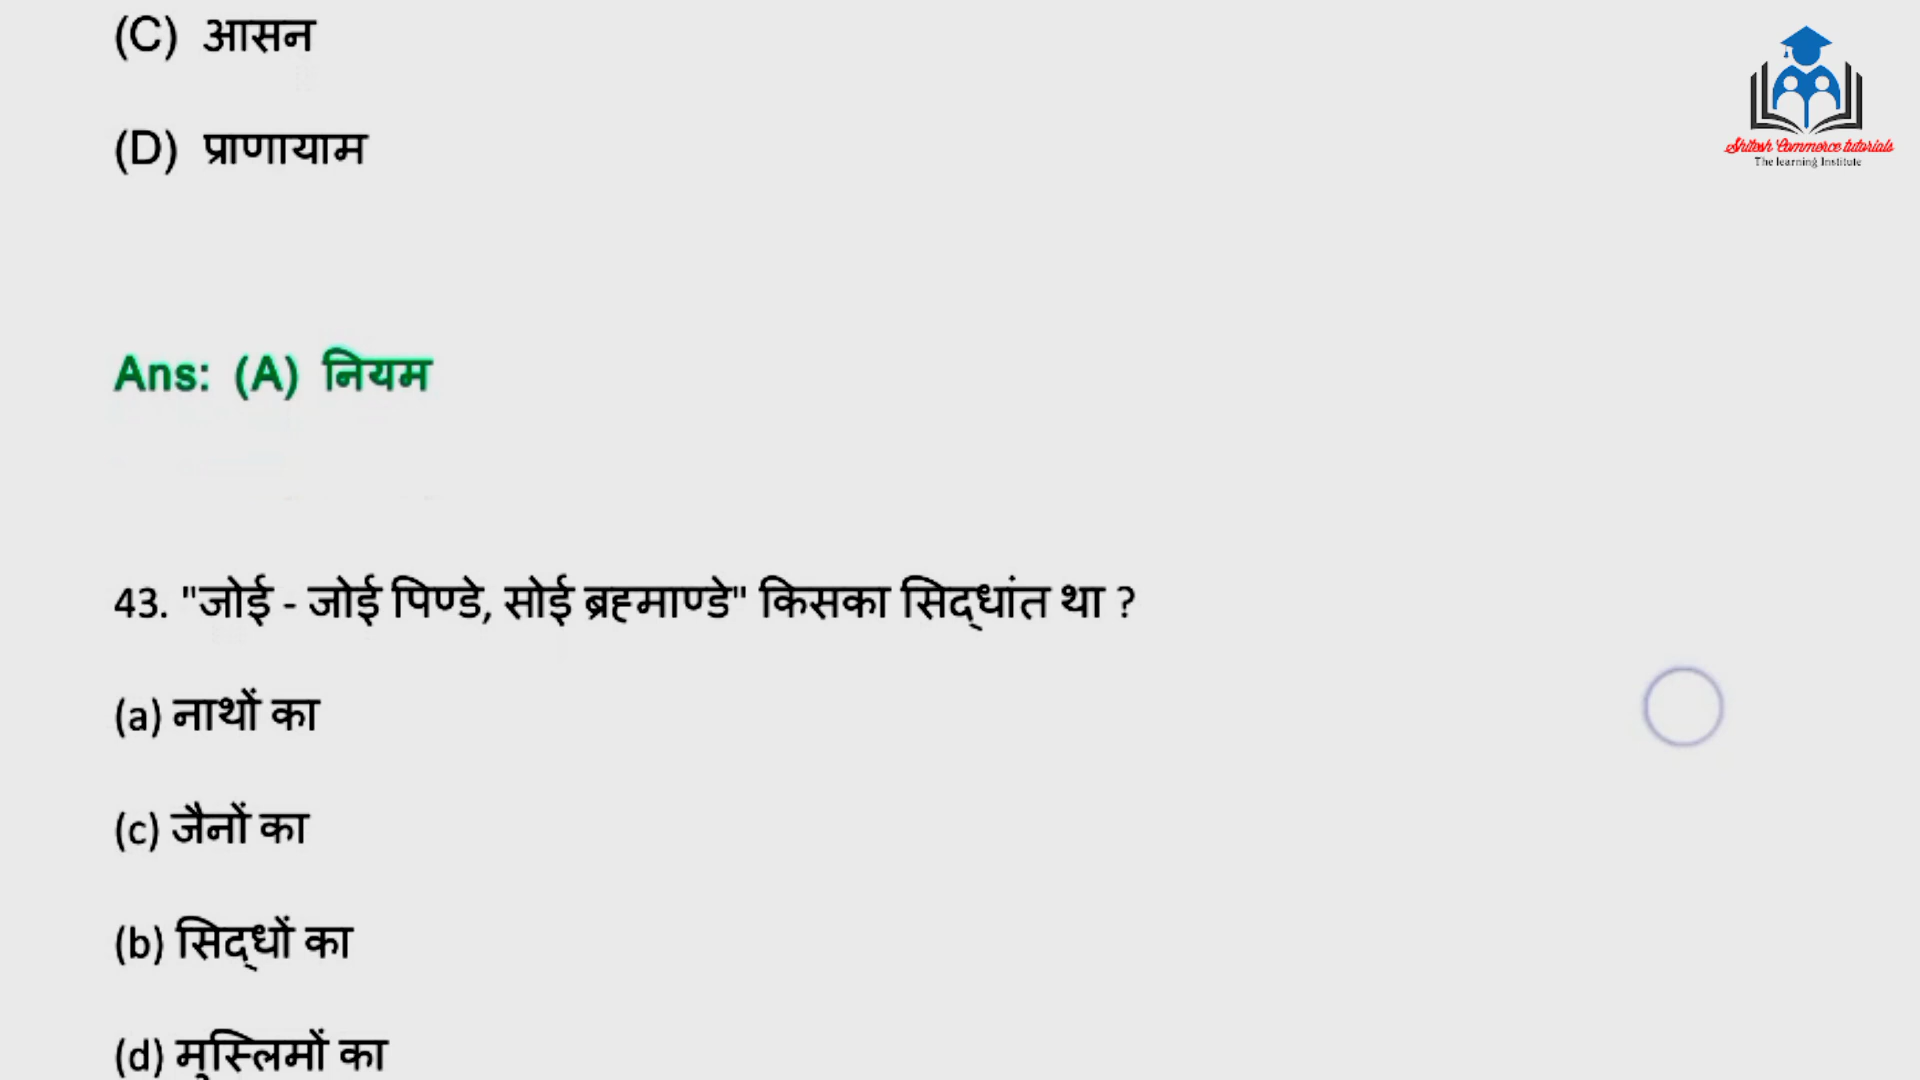 (C) आसन
(D) प्राणायाम
Shitesh Commerce tutorials
The learning Institute
Ans: (A) नियम
43. "जोई - जोई पिण्डे, सोई ब्रह्माण्डे" किसका सिद्धांत था ?
(a) नाथों का
(c) जैनों का
(b) सिद्धों का
(d) मुस्लिमों का